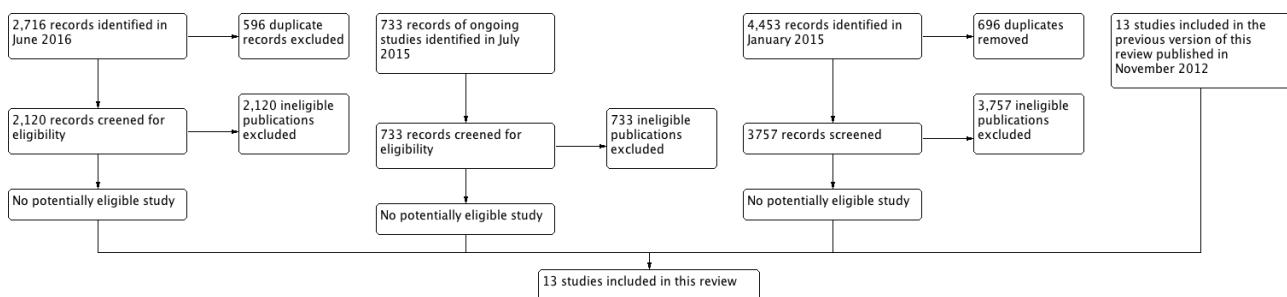 2,716 records identified in
June 2016
596 duplicate
records excluded
2,120 records creened for
eligibility
2,120 ineligible
publications
excluded
No potentially eligible study
733 records of ongoing
studies identified in July
2015
733 records creened for
eligibility
733 ineligible
publications
excluded
No potentially eligible study
4,453 records identified in
January 2015
696 duplicates
removed
3757 records screened
3,757 ineligible
publications
excluded
No potentially eligible study
13 studies included in the
previous version of this
review published in
November 2012
13 studies included in this review